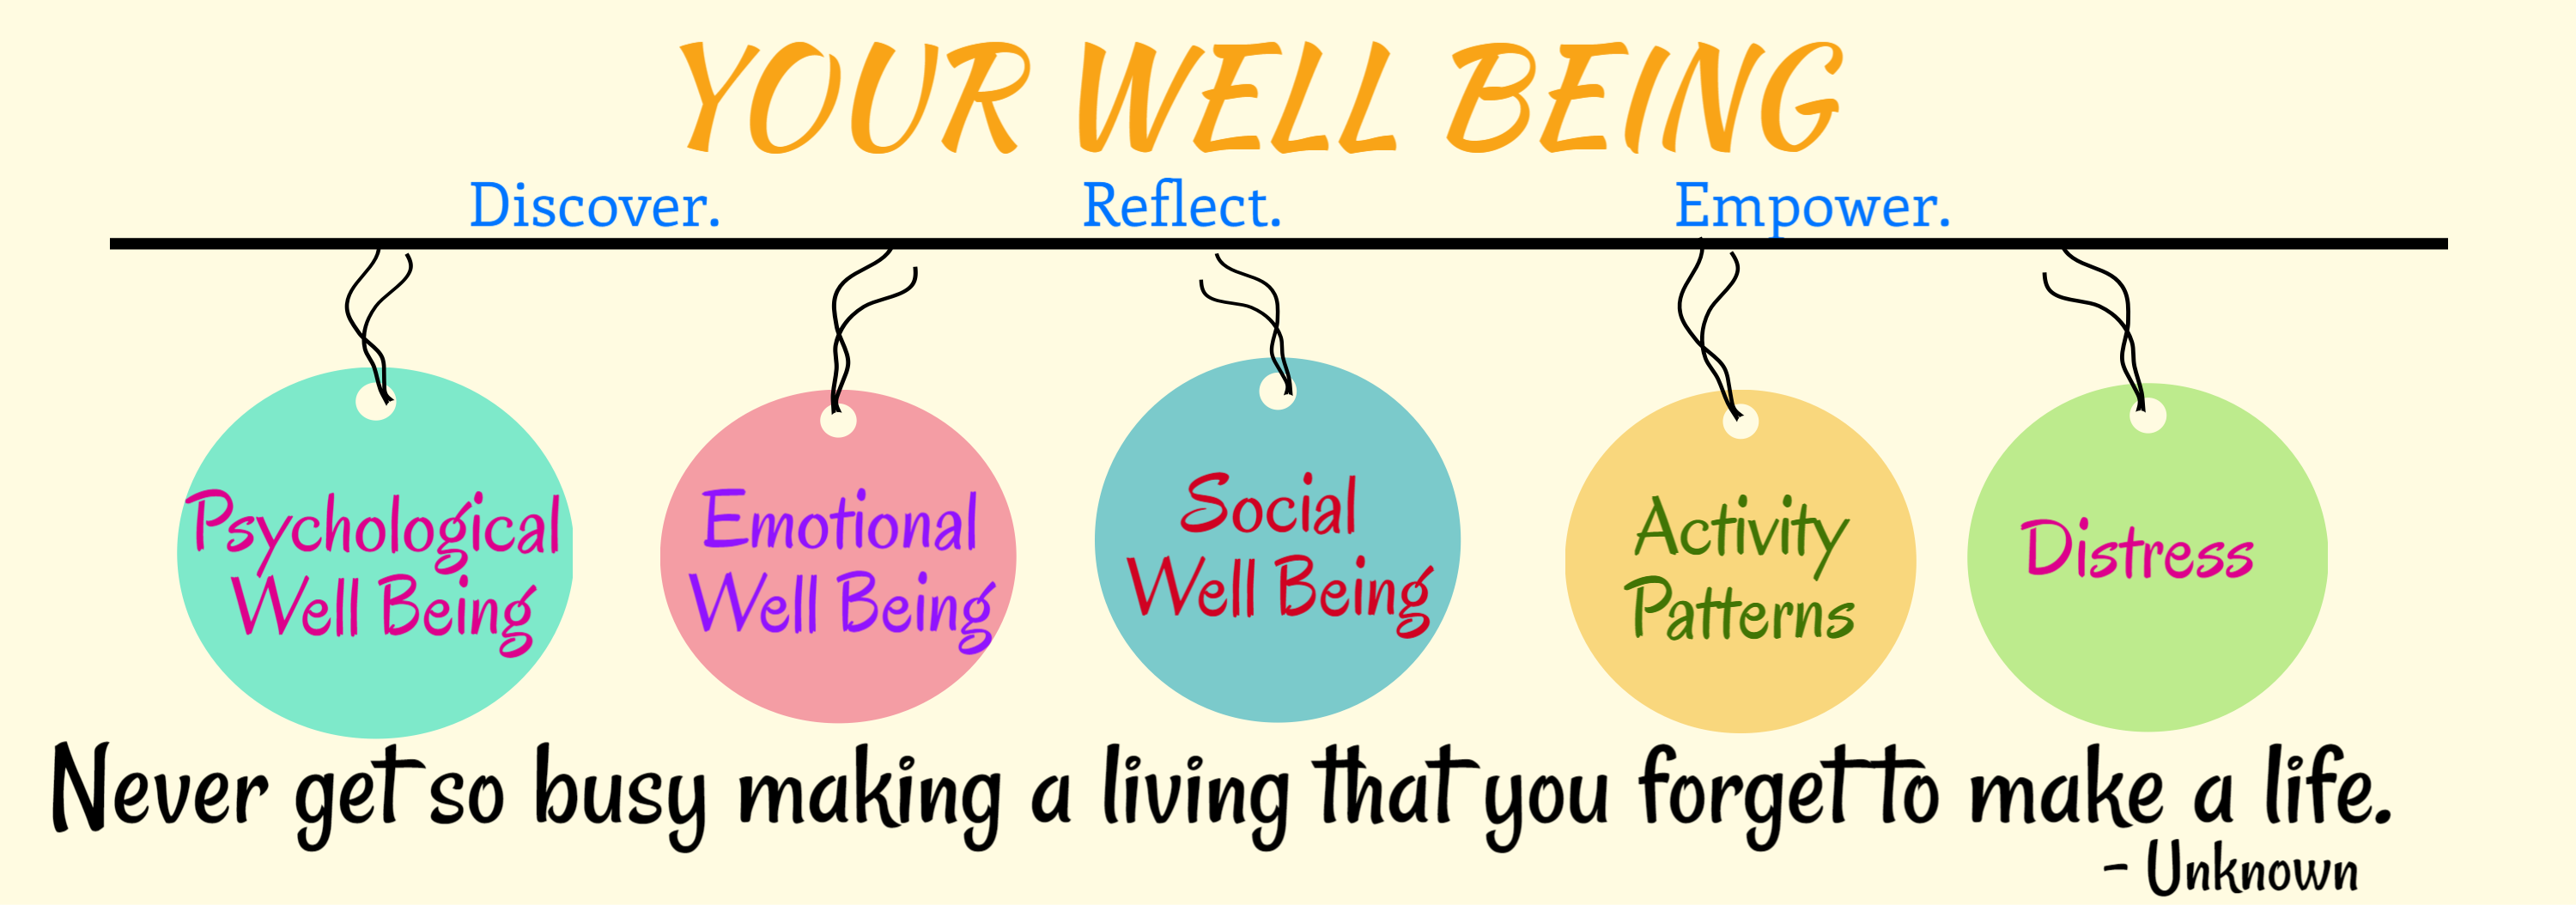 YOUR WELL BEING
Discover. Reflect. Empower.
Psychological
Well Being
Emotional
Well Being
Social
Well Being
Activity
Patterns
Distress
Never get so busy making a living that you forget to make a life.
- Unknown